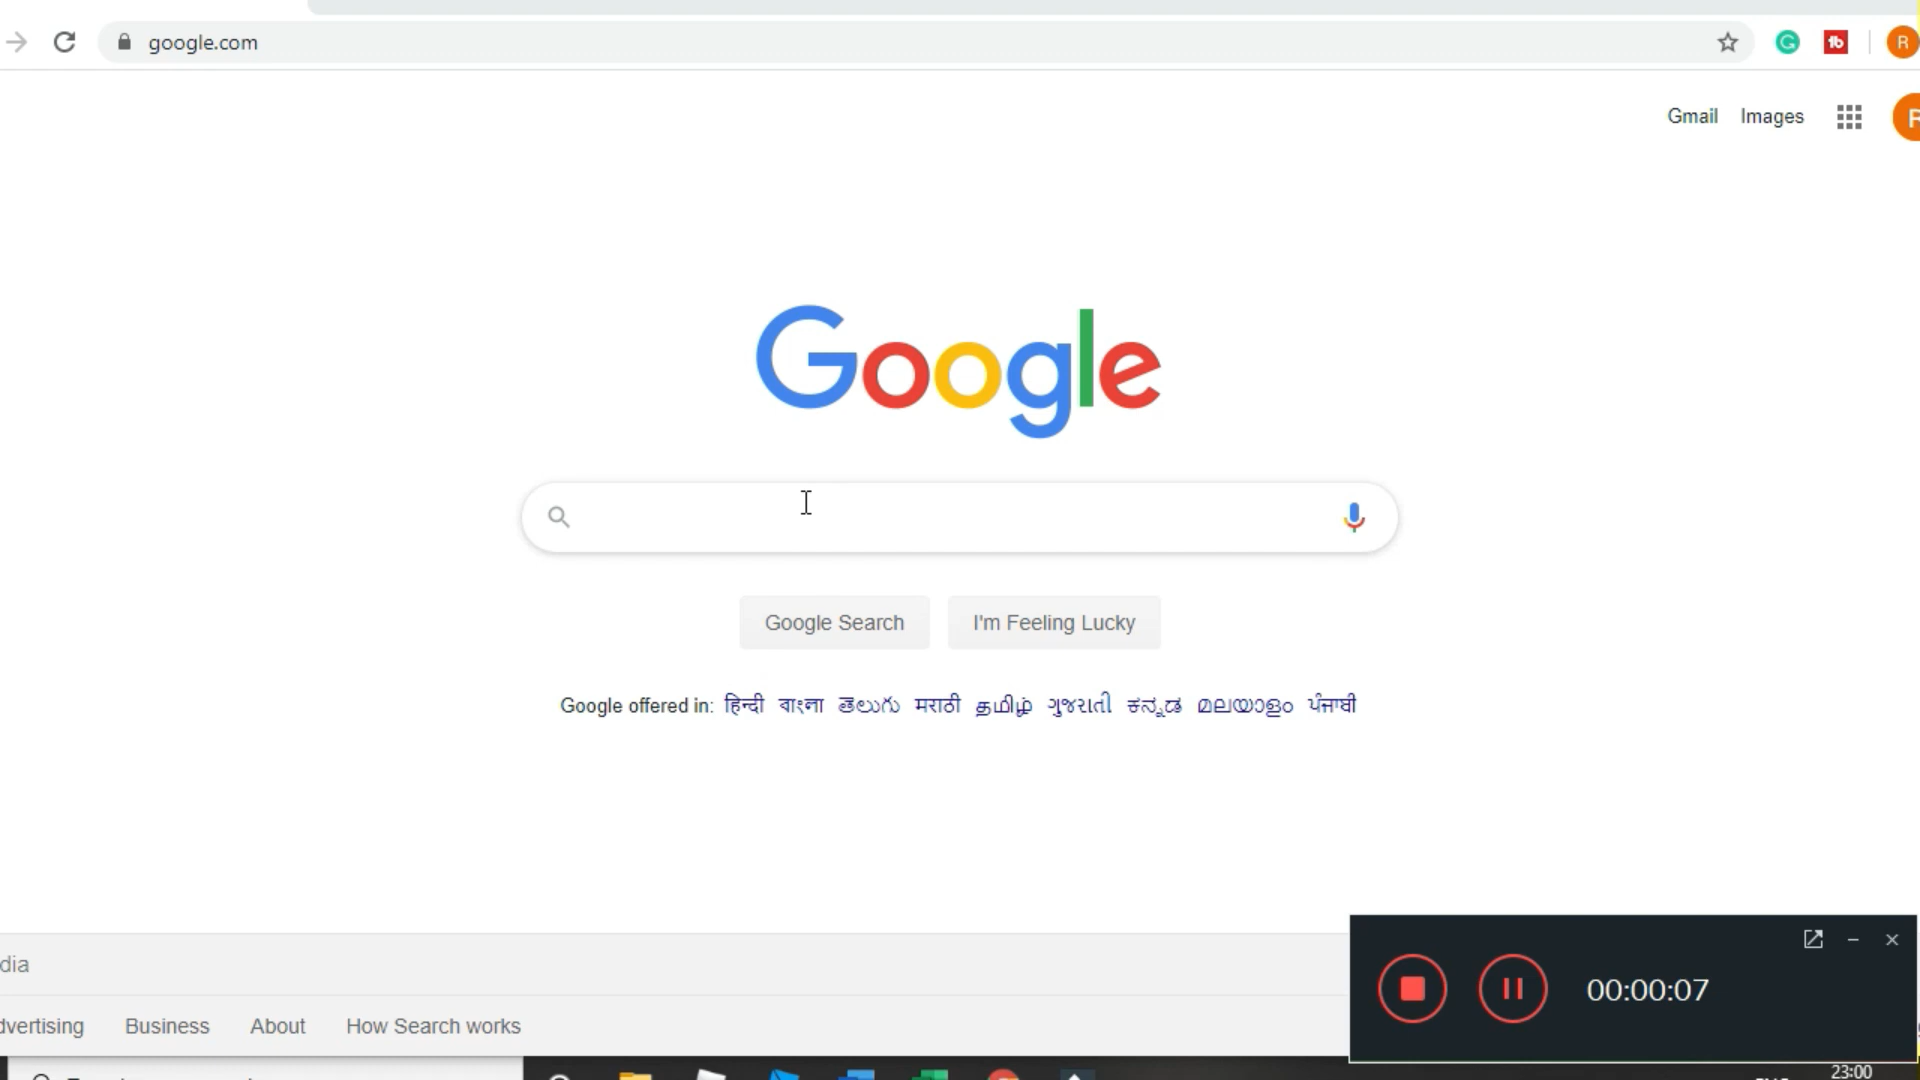 google.com
Gmail Images
R
Google
Google Search I'm Feeling Lucky
Google offered in: हिन्दी বাংলা తెలుగు मराठी தமிழ் ગુજરાતી ಕನ್ನಡ മലയാളം ਪੰਜਾਬੀ
dia
dvertising Business About How Search works
00:00:07
23:00